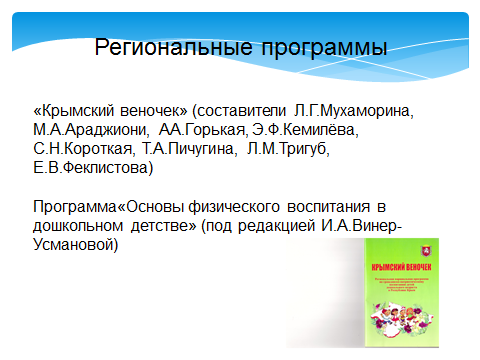 Региональные программы
«Крымский веночек» (составители Л.Г.Мухаморина,
М.А.Араджиони, АА.Горькая, Э.Ф.Кемилёва,
С.Н.Короткая, Т.А.Пичугина, Л.М.Тригуб,
Е.В.Феклистова)
Программа«Основы физического воспитания в
дошкольном детстве» (под редакцией И.А.Винер-
Усмановой)
КРЫМСКИЙ ВЕНОЧЕК